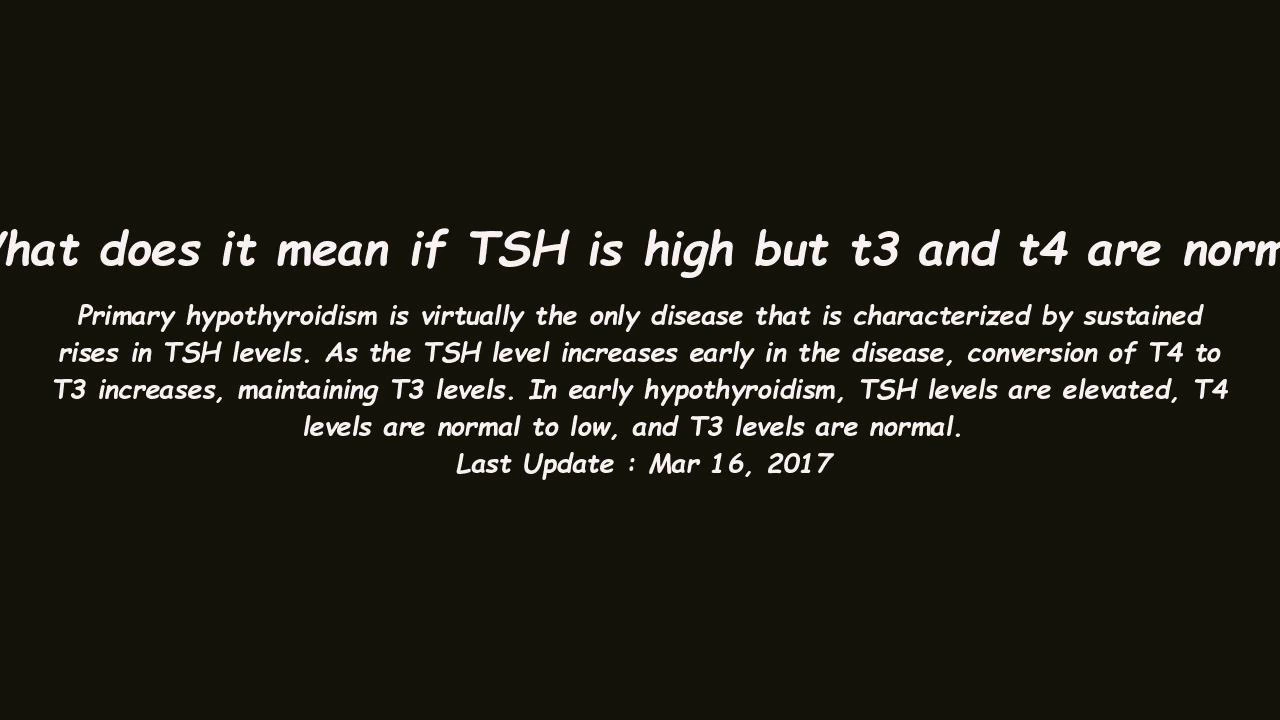 What does it mean if TSH is high but t3 and t4 are norm
Primary hypothyroidism is virtually the only disease that is characterized by sustained
rises in TSH levels. As the TSH level increases early in the disease, conversion of T4 to
T3 increases, maintaining T3 levels. In early hypothyroidism, TSH levels are elevated, T4
levels are normal to low, and T3 levels are normal.
Last Update : Mar 16, 2017